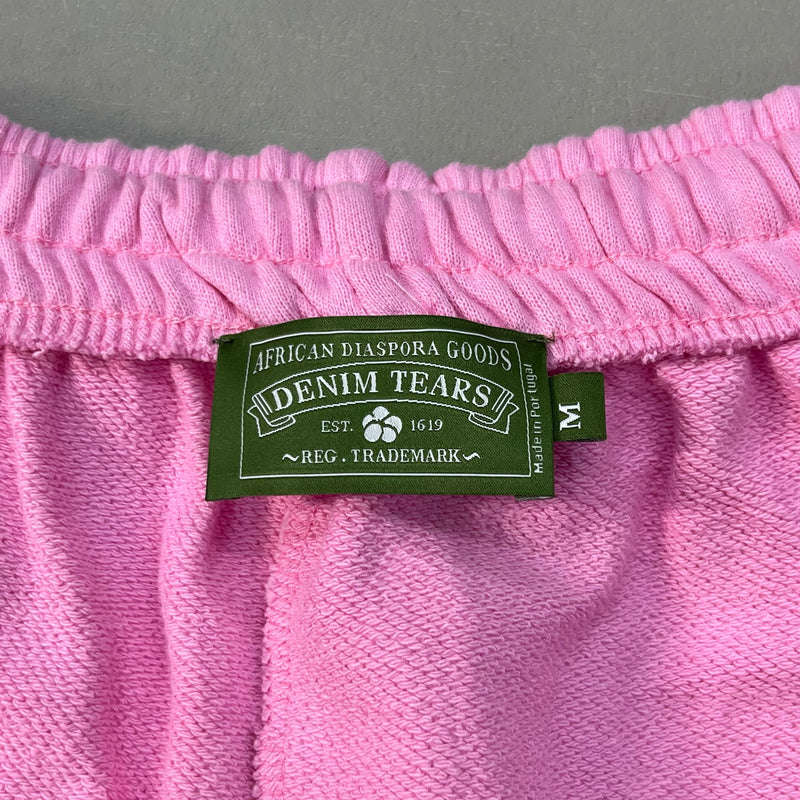 AFRICAN DIASPORA GOODS
DENIM TEARS
EST. 1619
~REG. TRADEMARK~
Made in Portugal
M